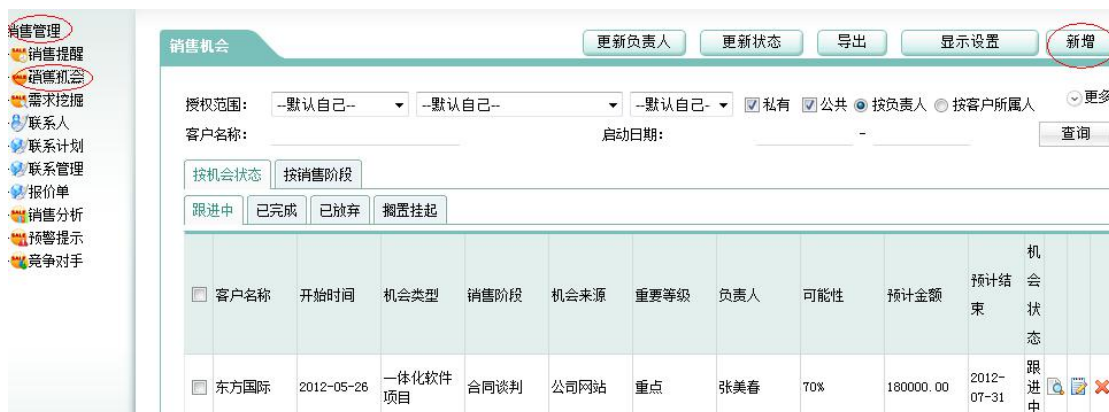 销售管理
销售提醒
销售机会
需求挖掘
联系人
联系计划
联系管理
报价单
销售分析
预警提示
竞争对手
销售机会
更新负责人 更新状态 导出 显示设置 新增
授权范围： --默认自己-- --默认自己-- --默认自己- 私有 公共 按负责人 按客户所属人 更多
客户名称： 启动日期： - 查询
按机会状态 按销售阶段
跟进中 已完成 已放弃 搁置挂起
客户名称 开始时间 机会类型 销售阶段 机会来源 重要等级 负责人 可能性 预计金额 预计结束 机会状态
东方国际 2012-05-26 一体化软件项目 合同谈判 公司网站 重点 张美春 70% 180000.00 2012-07-31 跟进中